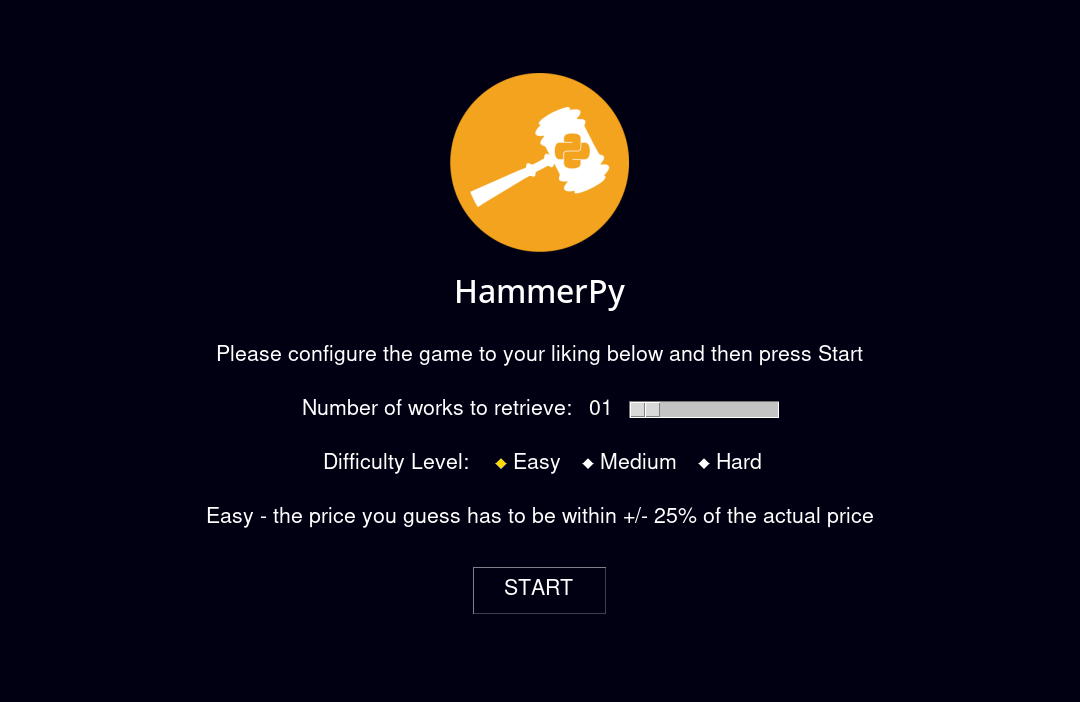 HammerPy
Please configure the game to your liking below and then press Start
Number of works to retrieve: 01
Difficulty Level: Easy Medium Hard
Easy - the price you guess has to be within +/- 25% of the actual price
START